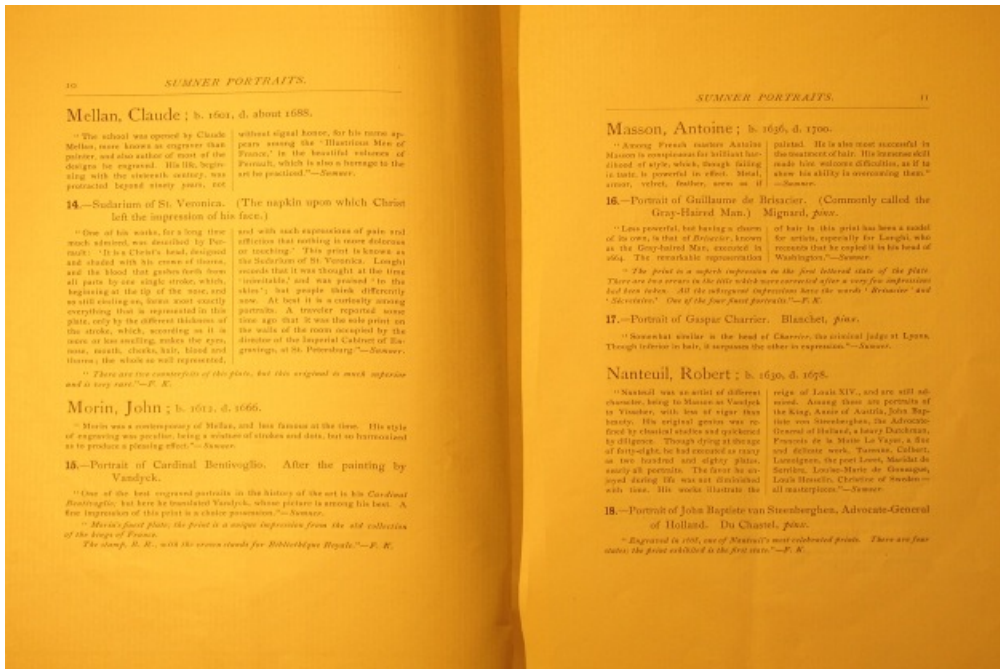 10
SUMNER PORTRAITS.
Mellan, Claude; b. 1601, d. about 1688.
"The school was opened by Claude
Mellan, more known as engraver than
painter, and also author of most of the
designs he engraved. His life, begin-
ning with the sixteenth century, was
protracted beyond ninety years, not
without signal honor, for his name ap-
pears among the 'Illustrious Men of
France,' in the beautiful volumes of
Perrault, which is also a homage to the
art he practiced."—Sumner.
14.—Sudarium of St. Veronica. (The napkin upon which Christ
left the impression of his face.)
"One of his works, for a long time
much admired, was described by Per-
rault: 'It is a Christ's head, designed
and shaded with his crown of thorns,
and the blood that gushes forth from
all parts by one single stroke, which,
beginning at the tip of the nose, and
so still circling on, forms most exactly
everything that is represented in this
plate, only by the different thickness of
the stroke, which, according as it is
more or less swelling, makes the eyes,
nose, mouth, cheeks, hair, blood and
thorns; the whole so well represented,
and with such expressions of pain and
affliction that nothing is more dolorous
or touching.' This print is known as
the Sudarium of St. Veronica. Longhi
records that it was thought at the time
'inimitable,' and was praised 'to the
skies'; but people think differently
now. At best it is a curiosity among
portraits. A traveler reported some
time ago that it was the sole print on
the walls of the room occupied by the
director of the Imperial Cabinet of En-
gravings, at St. Petersburg."—Sumner.
"There are two counterfeits of this plate, but this original is much superior
and is very rare."—F. K.
Morin, John; b. 1612, d. 1666.
"Morin was a contemporary of Mellan, and less famous at the time. His style
of engraving was peculiar, being a mixture of strokes and dots, but so harmonized
as to produce a pleasing effect."—Sumner.
15.—Portrait of Cardinal Bentivoglio. After the painting by
Vandyck.
"One of the best engraved portraits in the history of the art is his Cardinal
Bentivoglio; but here he translated Vandyck, whose picture is among his best. A
fine impression of this print is a choice possession."—Sumner.
"Morin's finest plate; the print is a unique impression from the old collection
of the kings of France.
The stamp, B. R., with the crown stands for Bibliothèque Royale."—F. K.
SUMNER PORTRAITS.
11
Masson, Antoine; b. 1636, d. 1700.
"Among French masters Antoine
Masson is conspicuous for brilliant har-
dihood of style, which, though failing
in taste, is powerful in effect. Metal,
armor, velvet, feather, seem as if
painted. He is also most successful in
the treatment of hair. His immense skill
made him welcome difficulties, as if to
show his ability in overcoming them."
—Sumner.
16.—Portrait of Guillaume de Brisacier. (Commonly called the
Gray-Haired Man.) Mignard, pinx.
"Less powerful, but having a charm
of its own, is that of Brisacier, known
as the Gray-haired Man, executed in
1664. The remarkable representation
of hair in this print has been a model
for artists, especially for Longhi, who
recounts that he copied it in his head of
Washington."—Sumner.
"The print is a superb impression in the first lettered state of the plate.
There are two errors in the title which were corrected after a very few impressions
had been taken. All the subsequent impressions have the words 'Brisacier' and
'Sécretaire.' One of the four finest portraits."—F. K.
17.—Portrait of Gaspar Charrier. Blanchet, pinx.
"Somewhat similar is the head of Charrier, the criminal judge at Lyons.
Though inferior in hair, it surpasses the other in expression."—Sumner.
Nanteuil, Robert; b. 1630, d. 1678.
"Nanteuil was an artist of different
character, being to Masson as Vandyck
to Visscher, with less of vigor than
beauty. His original genius was re-
fined by classical studies and quickened
by diligence. Though dying at the age
of forty-eight, he had executed as many
as two hundred and eighty plates,
nearly all portraits. The favor he en-
joyed during life was not diminished
with time. His works illustrate the
reign of Louis XIV., and are still ad-
mired. Among these are portraits of
the King, Annie of Austria, John Bap-
tiste van Steenberghen, the Advocate-
General of Holland, a heavy Dutchman,
François de la Motte Le Vayer, a fine
and delicate work, Turenne, Colbert,
Lamoignon, the poet Loret, Maridat de
Serrière, Louise-Marie de Gonzague,
Louis Hesselin, Christine of Sweden—
all masterpieces."—Sumner.
18.—Portrait of John Baptiste van Steenberghen, Advocate-General
of Holland. Du Chastel, pinx.
"Engraved in 1668, one of Nanteuil's most celebrated prints. There are four
states; the print exhibited is the first state."—F. K.